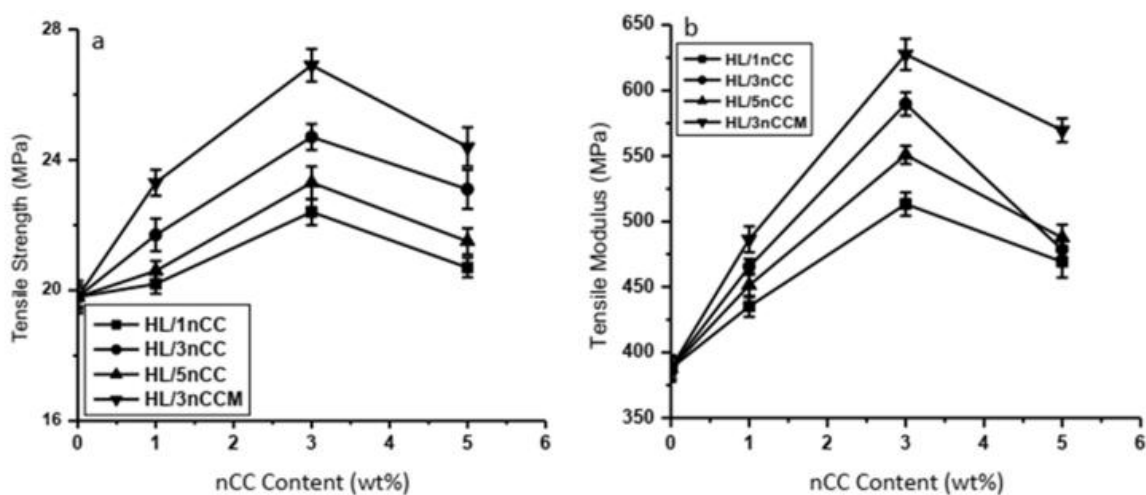 a
Tensile Strength (MPa)
28
24
20
16
HL/1nCC
HL/3nCC
HL/5nCC
HL/3nCCM
0 1 2 3 4 5 6
nCC Content (wt%)
b
Tensile Modulus (MPa)
650
600
550
500
450
400
350
HL/1nCC
HL/3nCC
HL/5nCC
HL/3nCCM
0 1 2 3 4 5 6
nCC Content (wt%)